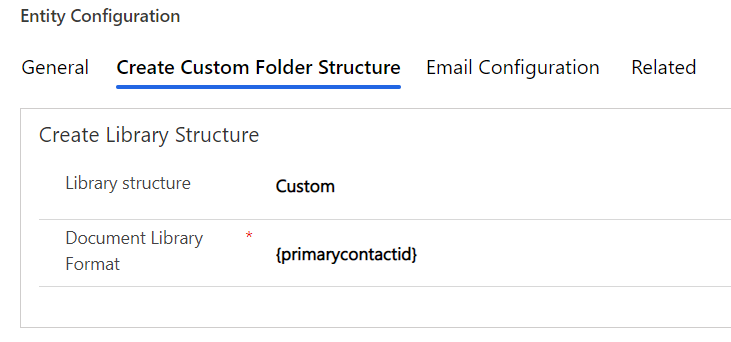 Entity Configuration
General Create Custom Folder Structure Email Configuration Related
Create Library Structure
Library structure Custom
Document Library * {primarycontactid}
Format